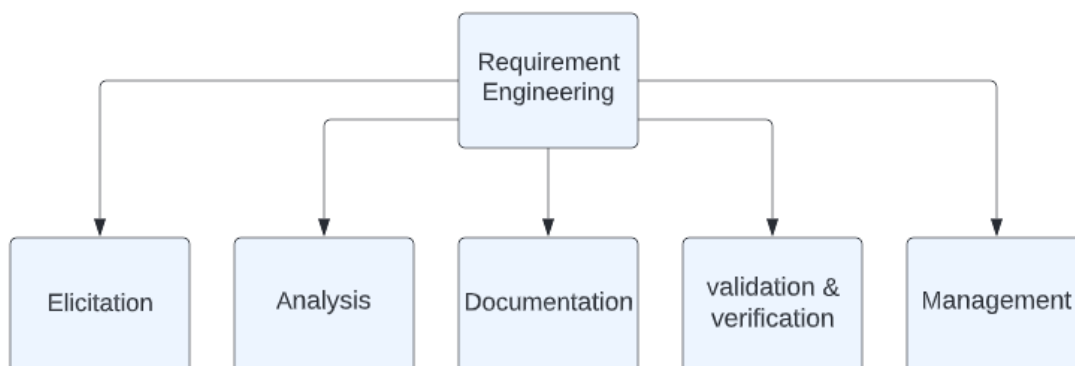 Requirement
Engineering
Elicitation
Analysis
Documentation
validation &
verification
Management